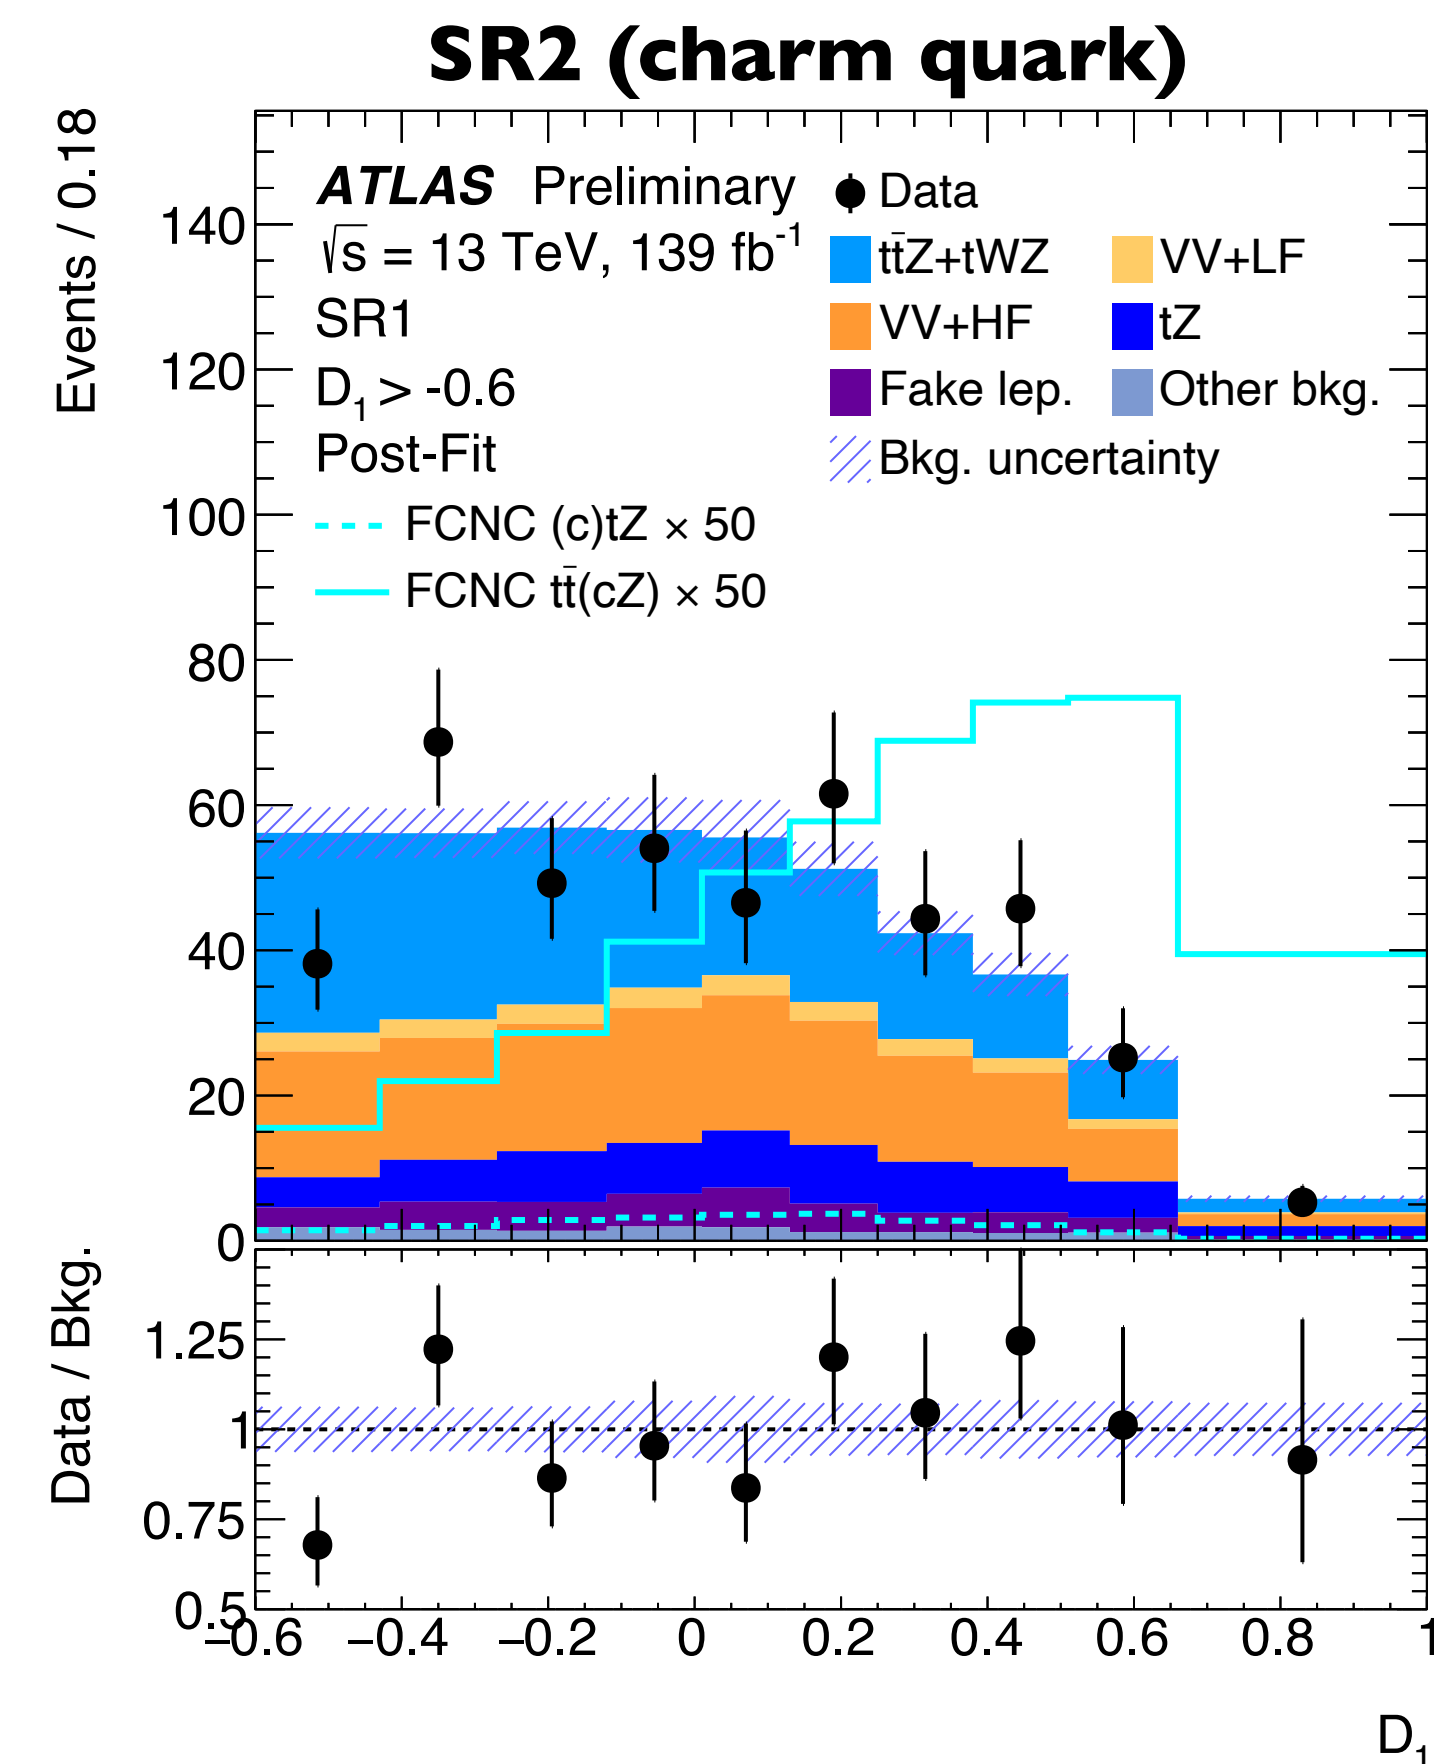 SR2 (charm quark)
Events / 0.18
ATLAS Preliminary
√s = 13 TeV, 139 fb⁻¹
SR1
D₁ > -0.6
Post-Fit
FCNC (c)tZ × 50
FCNC tt̄(cZ) × 50
Data
tt̄Z+tWZ
VV+LF
VV+HF
tZ
Fake lep.
Other bkg.
Bkg. uncertainty
140
120
100
80
60
40
20
0
Data / Bkg.
1.25
1
0.75
0.5
−0.6 −0.4 −0.2 0 0.2 0.4 0.6 0.8 1
D₁